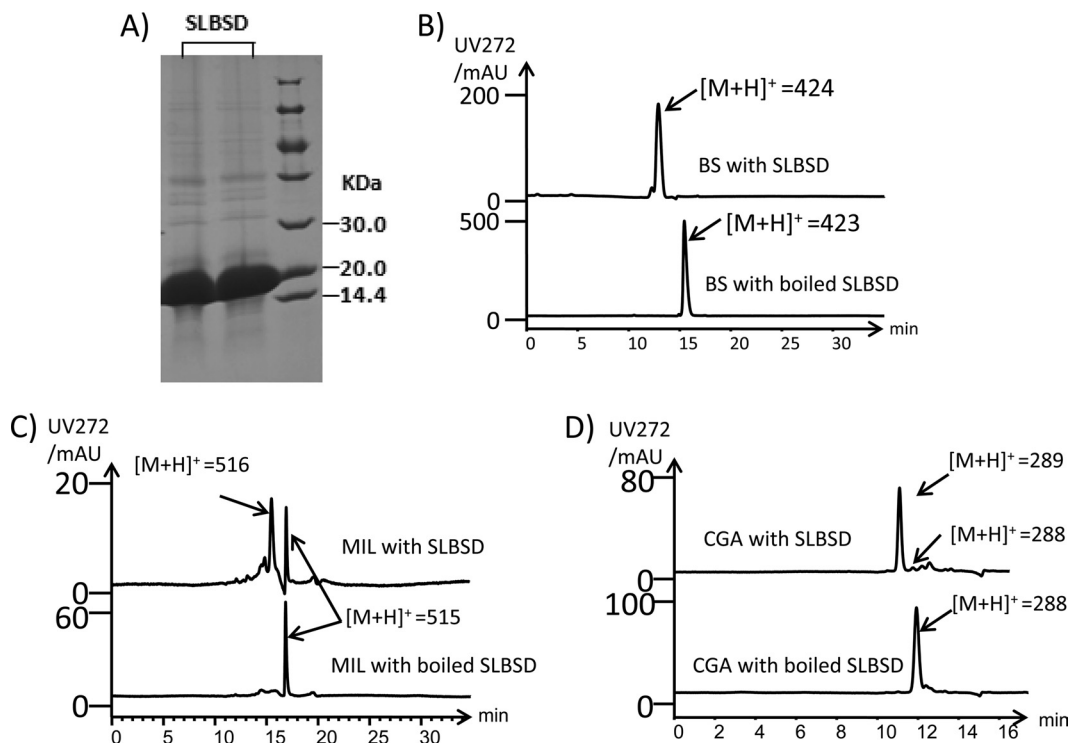 A)
SLBSD
KDa
30.0
20.0
14.4
B)
UV272
/mAU
200
0
[M+H]⁺ =424
BS with SLBSD
500
0
[M+H]⁺ =423
BS with boiled SLBSD
min
0 5 10 15 20 25 30
C)
UV272
/mAU
[M+H]⁺ =516
20
0
MIL with SLBSD
60
0
[M+H]⁺ =515
MIL with boiled SLBSD
min
0 5 10 15 20 25 30
D)
UV272
/mAU
80
0
[M+H]⁺ =289
CGA with SLBSD
[M+H]⁺ =288
100
0
[M+H]⁺ =288
CGA with boiled SLBSD
min
0 2 4 6 8 10 12 14 16